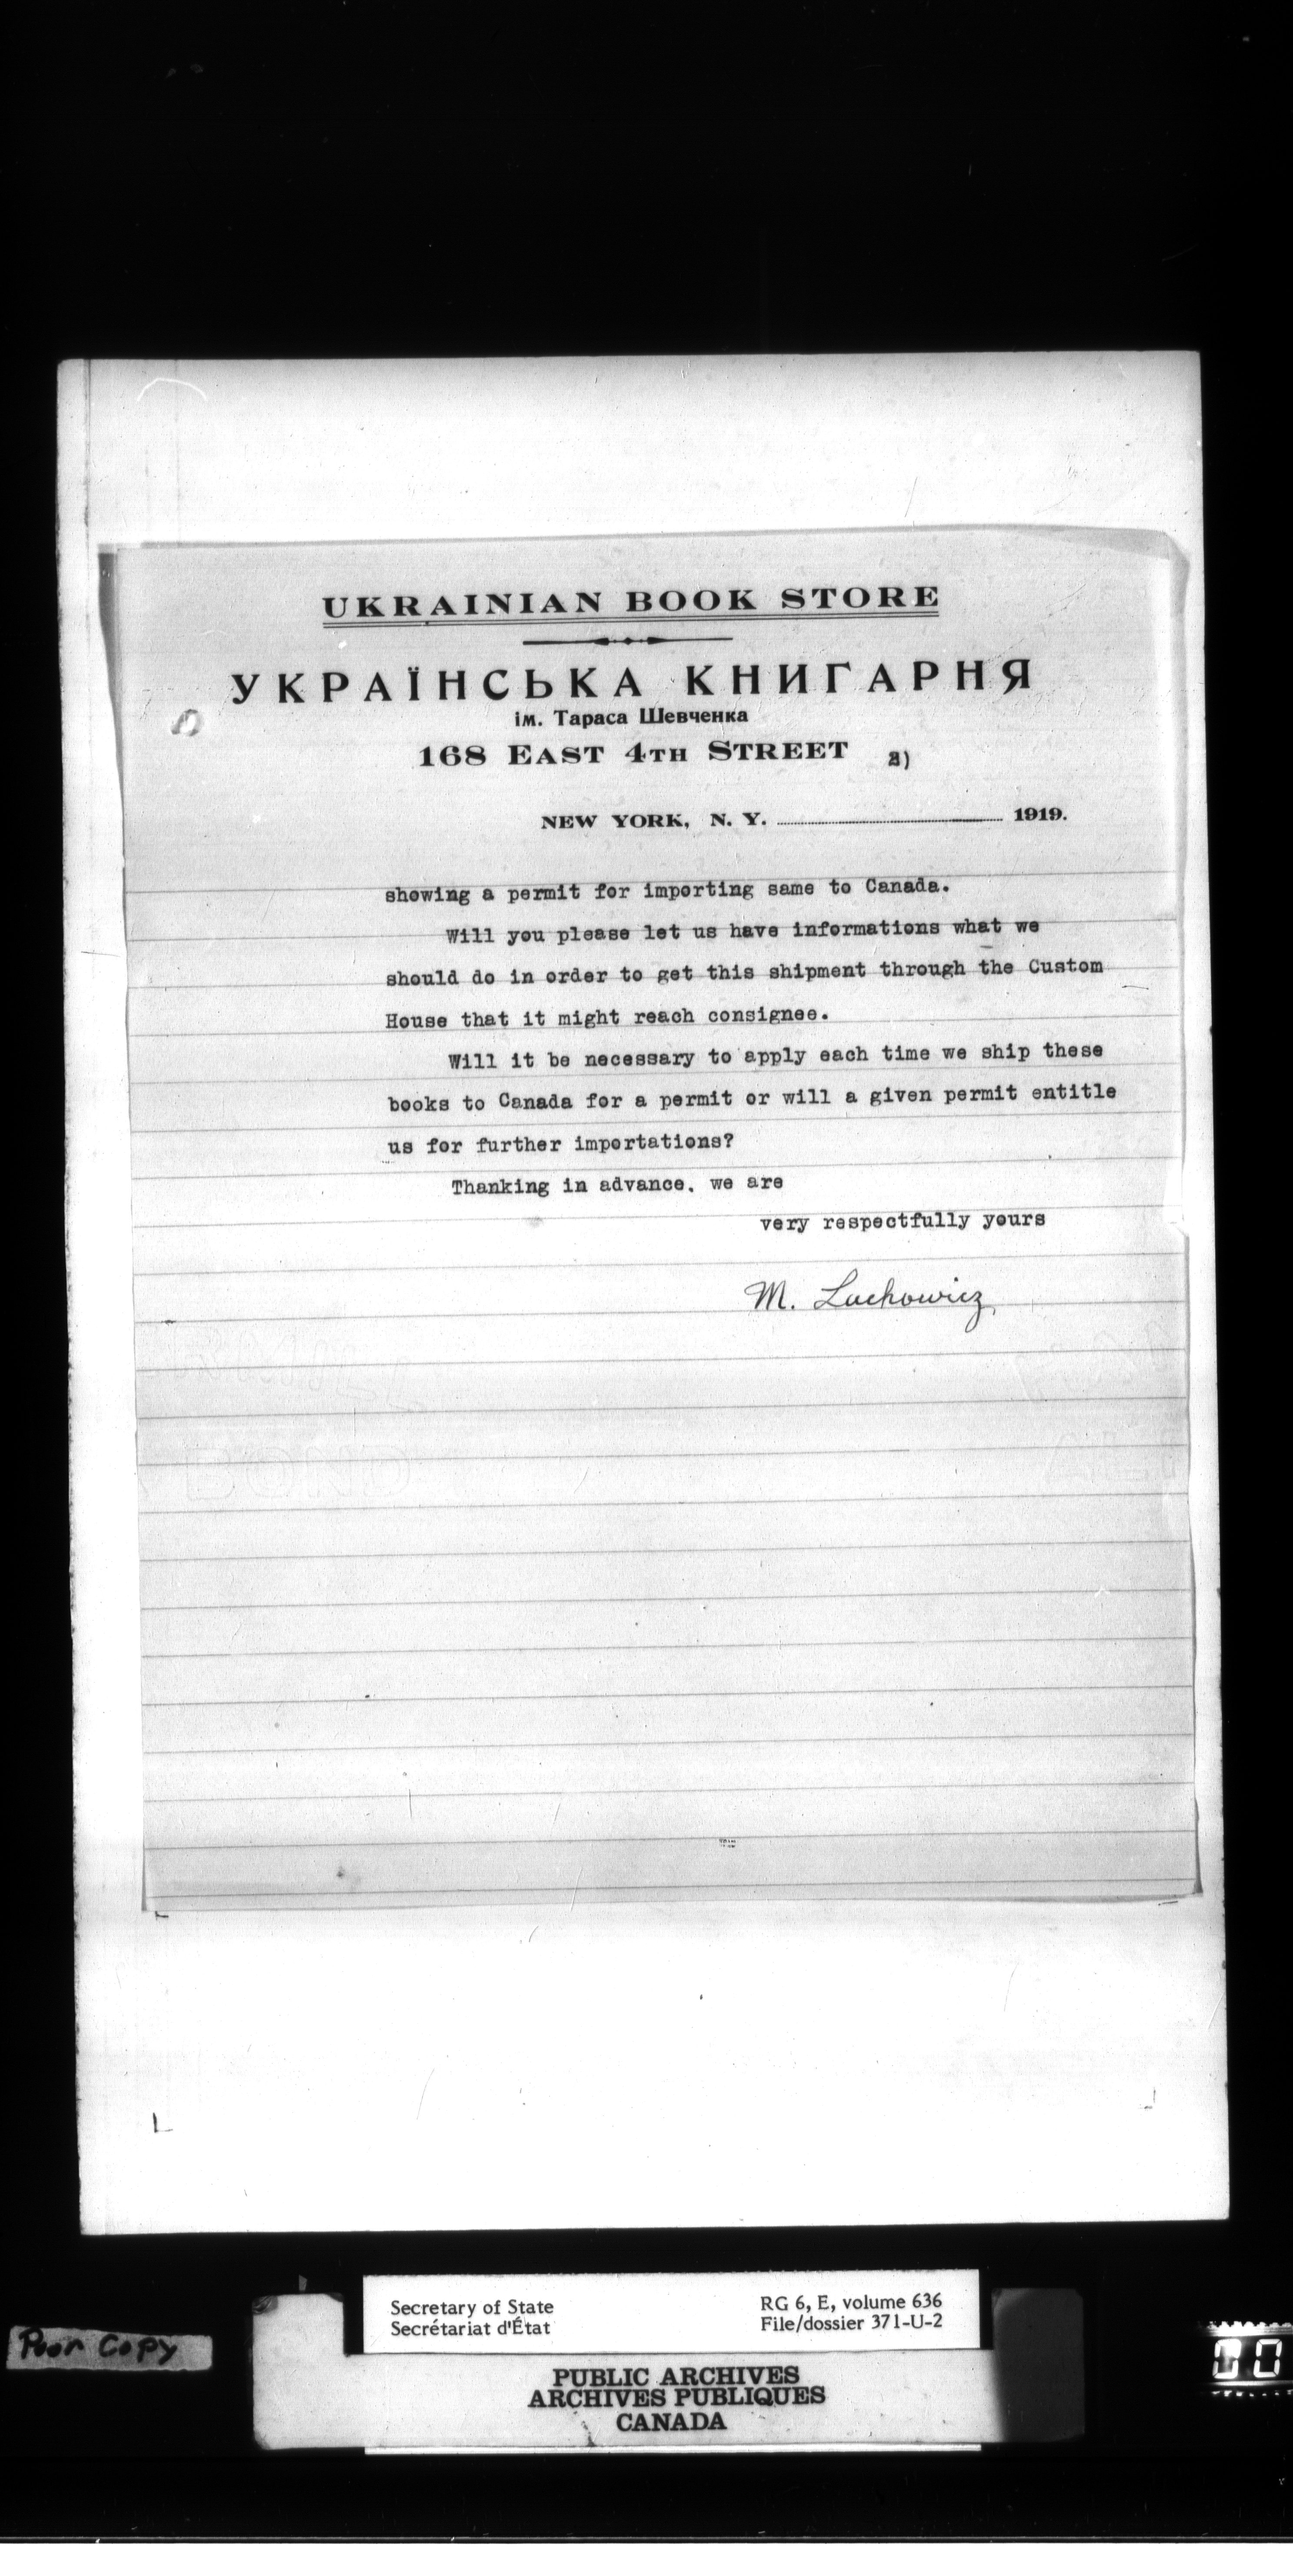 UKRAINIAN BOOK STORE
УКРАЇНСЬКА КНИГАРНЯ
ім. Тараса Шевченка
168 EAST 4TH STREET 2)
NEW YORK, N. Y. 1919.
showing a permit for importing same to Canada.
Will you please let us have informations what we
should do in order to get this shipment through the Custom
House that it might reach consignee.
Will it be necessary to apply each time we ship these
books to Canada for a permit or will a given permit entitle
us for further importations?
Thanking in advance. we are
very respectfully yours
M. Lachowicz
Secretary of State
Secrétariat d'État
RG 6, E, volume 636
File/dossier 371-U-2
Poor Copy
PUBLIC ARCHIVES
ARCHIVES PUBLIQUES
CANADA